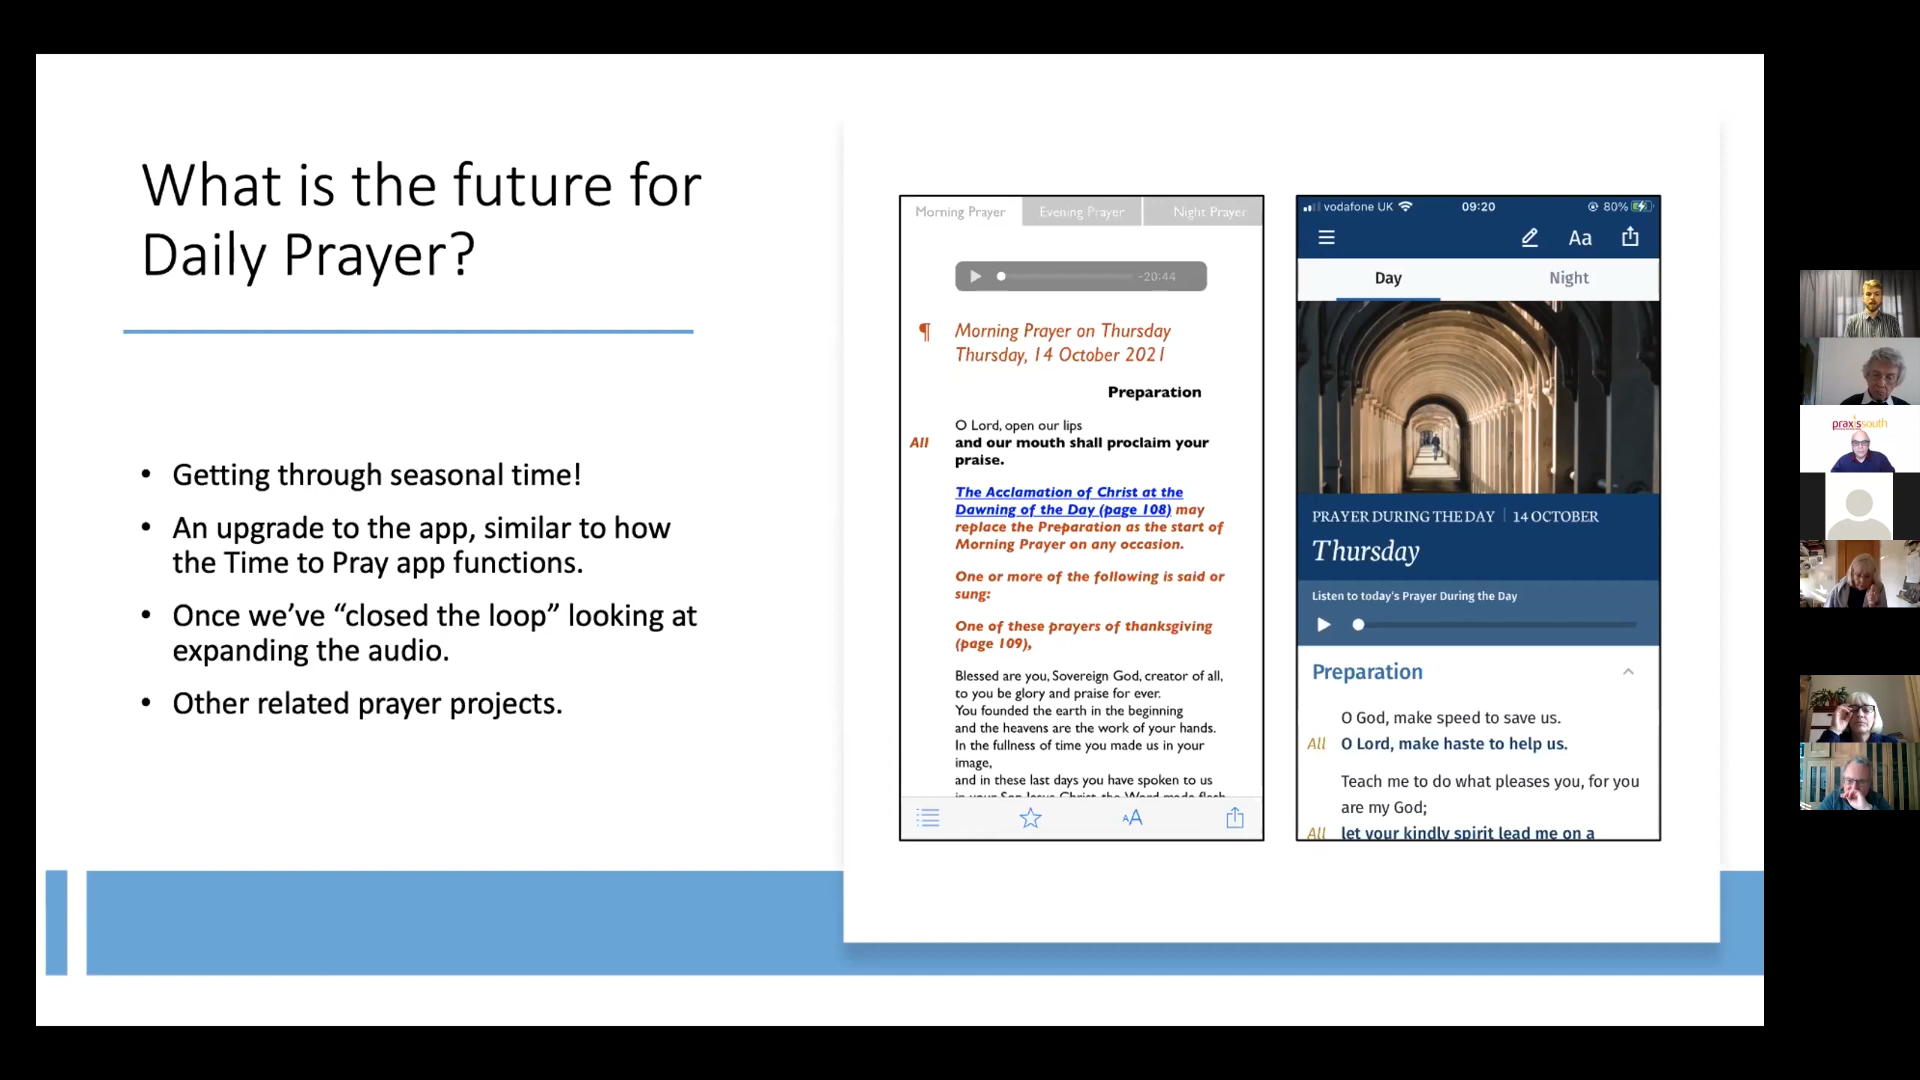 What is the future for
Daily Prayer?
• Getting through seasonal time!
• An upgrade to the app, similar to how
the Time to Pray app functions.
• Once we’ve “closed the loop” looking at
expanding the audio.
• Other related prayer projects.
Morning Prayer
Evening Prayer
Night Prayer
-20:44
¶ Morning Prayer on Thursday
Thursday, 14 October 2021
Preparation
O Lord, open our lips
All and our mouth shall proclaim your
praise.
The Acclamation of Christ at the
Dawning of the Day (page 108) may
replace the Preparation as the start of
Morning Prayer on any occasion.
One or more of the following is said or
sung:
One of these prayers of thanksgiving
(page 109),
Blessed are you, Sovereign God, creator of all,
to you be glory and praise for ever.
You founded the earth in the beginning
and the heavens are the work of your hands.
In the fullness of time you made us in your
image,
and in these last days you have spoken to us
in your Son Jesus Christ, the Word made flesh
AA
vodafone UK 09:20 80%
Aa
Day Night
PRAYER DURING THE DAY | 14 OCTOBER
Thursday
Listen to today's Prayer During the Day
Preparation
O God, make speed to save us.
All O Lord, make haste to help us.
Teach me to do what pleases you, for you
are my God;
All let your kindly spirit lead me on a
praxissouth